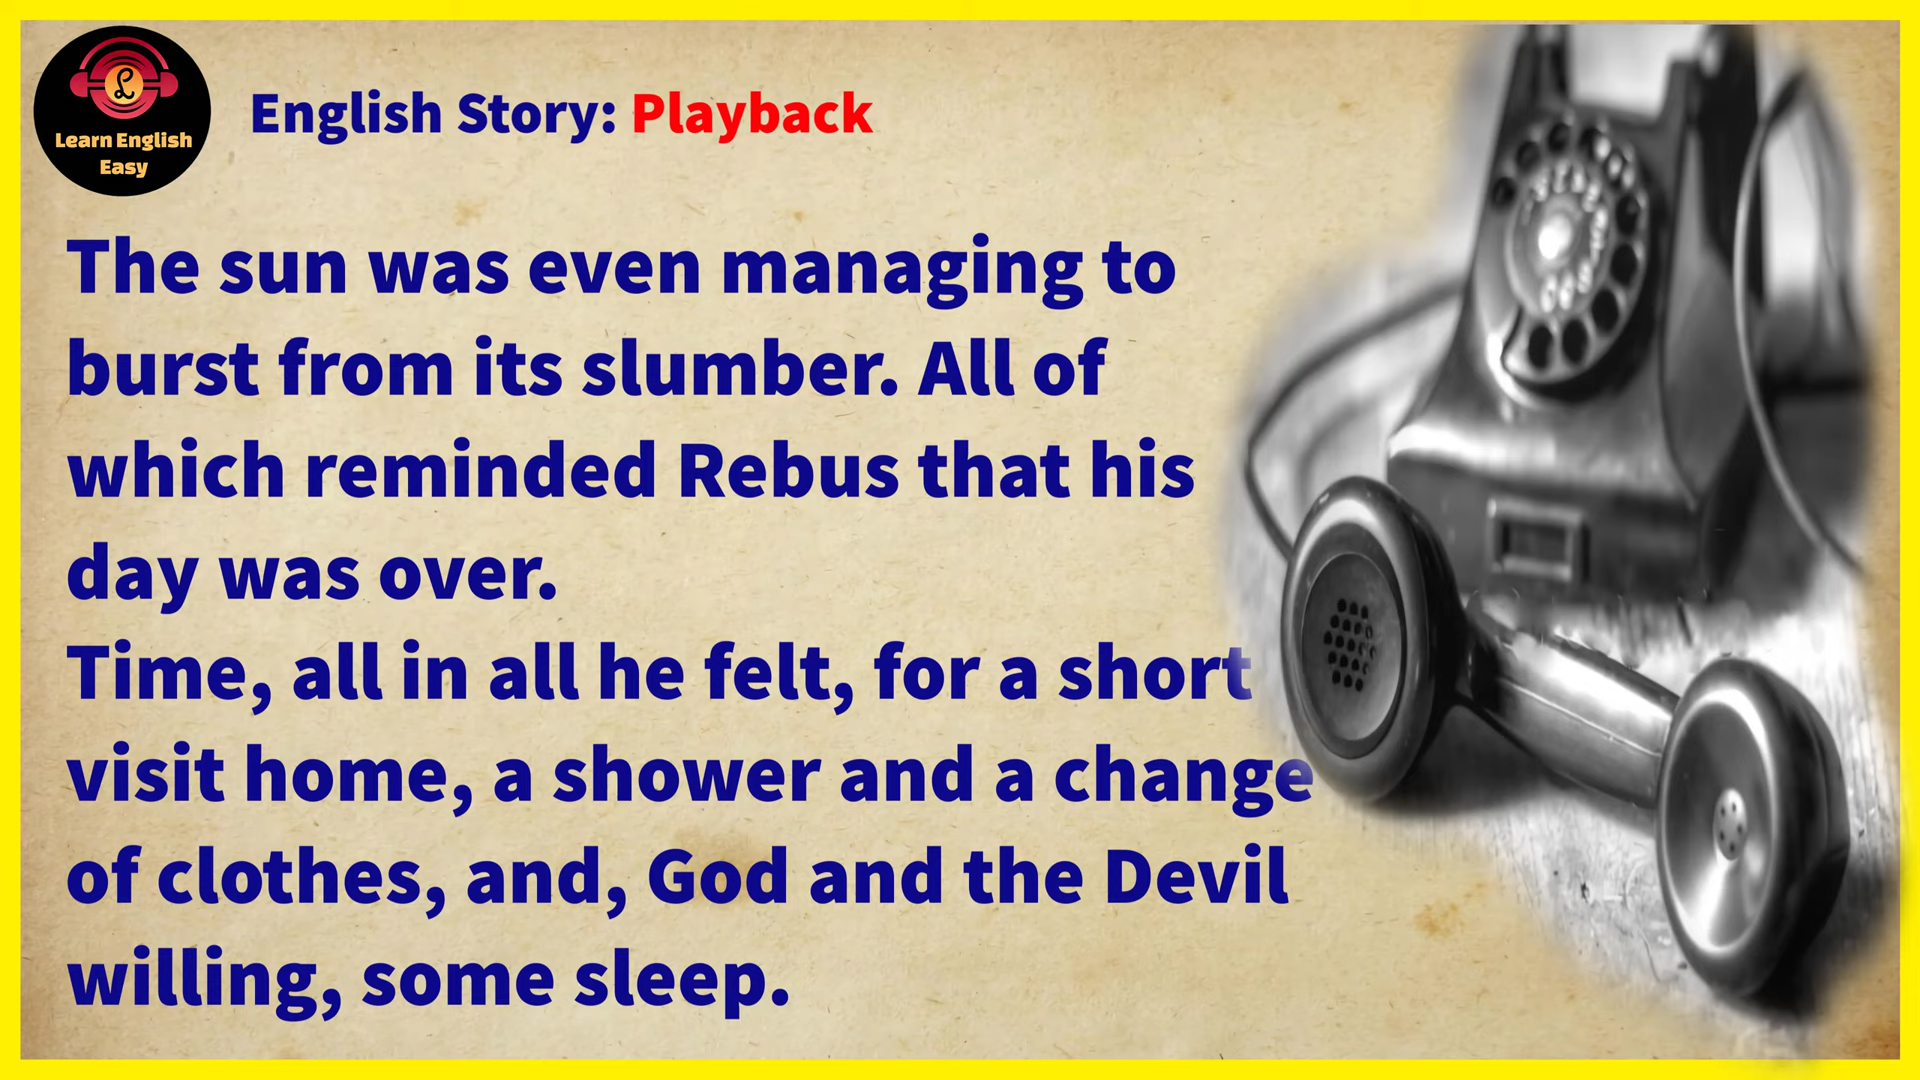 Learn English
Easy
English Story: Playback
The sun was even managing to
burst from its slumber. All of
which reminded Rebus that his
day was over.
Time, all in all he felt, for a short
visit home, a shower and a change
of clothes, and, God and the Devil
willing, some sleep.